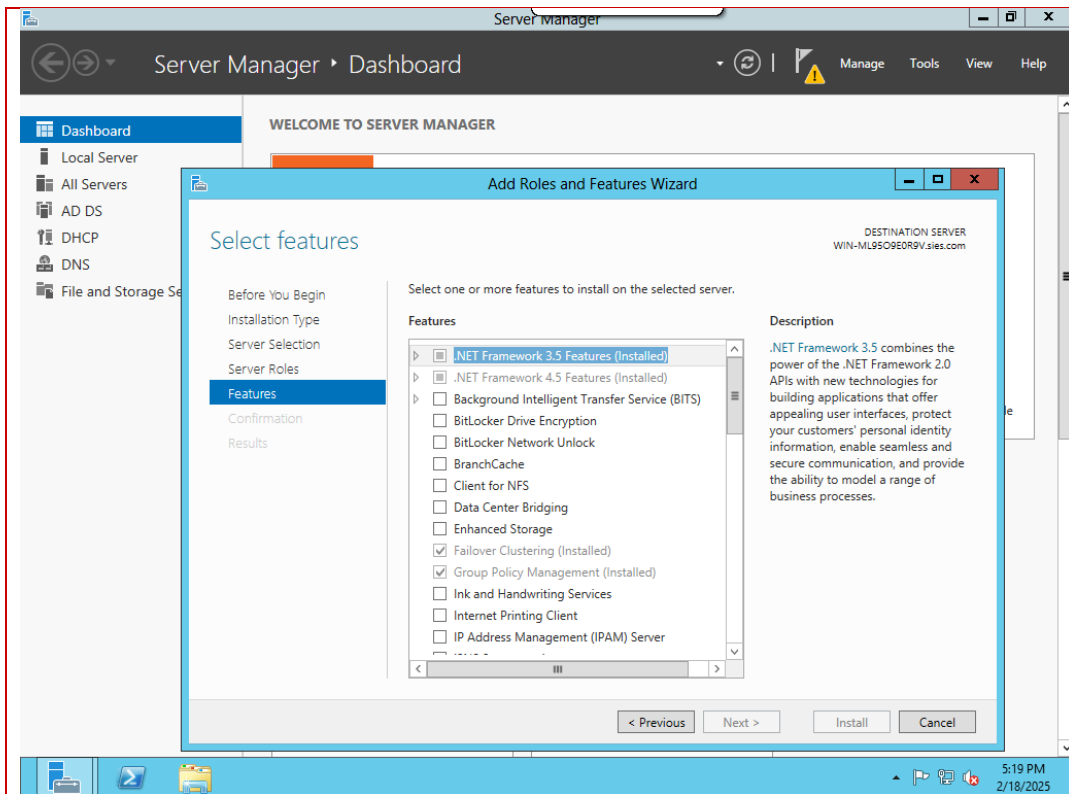 Server Manager
Server Manager • Dashboard
Manage Tools View Help
Dashboard
Local Server
All Servers
AD DS
DHCP
DNS
File and Storage Se
WELCOME TO SERVER MANAGER
Add Roles and Features Wizard
Select features
DESTINATION SERVER
WIN-ML95O9E0R9V.sies.com
Before You Begin
Installation Type
Server Selection
Server Roles
Features
Confirmation
Results
Select one or more features to install on the selected server.
Features
.NET Framework 3.5 Features (Installed)
.NET Framework 4.5 Features (Installed)
Background Intelligent Transfer Service (BITS)
BitLocker Drive Encryption
BitLocker Network Unlock
BranchCache
Client for NFS
Data Center Bridging
Enhanced Storage
Failover Clustering (Installed)
Group Policy Management (Installed)
Ink and Handwriting Services
Internet Printing Client
IP Address Management (IPAM) Server
Description
.NET Framework 3.5 combines the
power of the .NET Framework 2.0
APIs with new technologies for
building applications that offer
appealing user interfaces, protect
your customers' personal identity
information, enable seamless and
secure communication, and provide
the ability to model a range of
business processes.
le
< Previous
Next >
Install
Cancel
5:19 PM
2/18/2025